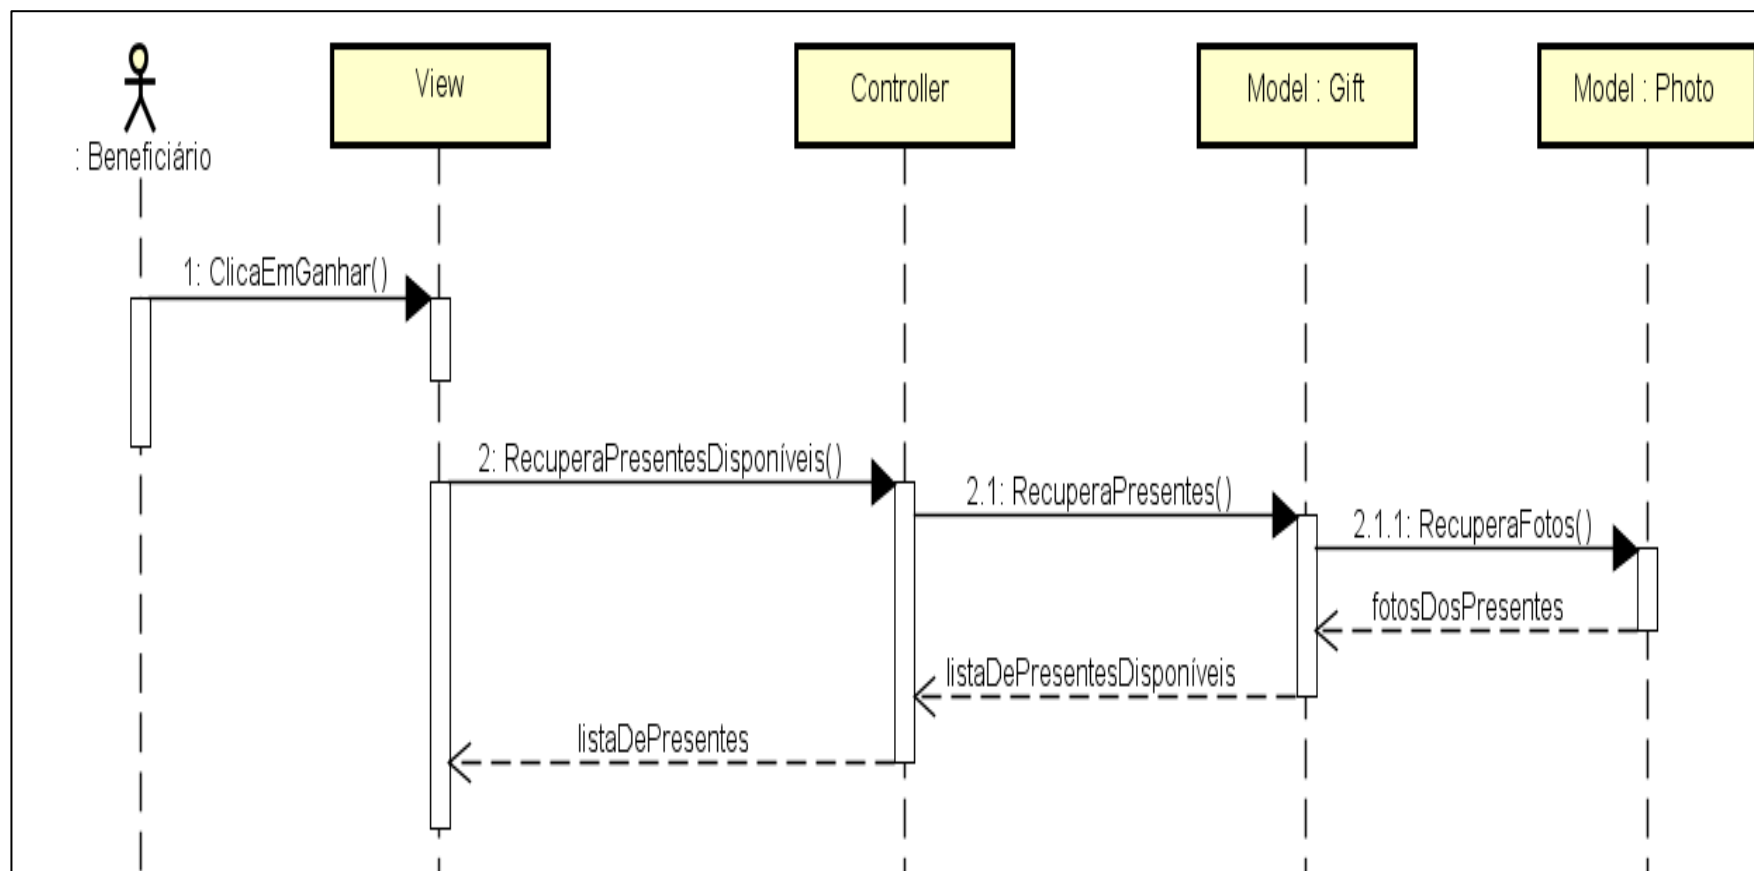 View
Controller
Model : Gift
Model : Photo
: Beneficiário
1: ClicaEmGanhar()
2: RecuperaPresentesDisponíveis()
2.1: RecuperaPresentes()
2.1.1: RecuperaFotos()
fotosDosPresentes
listaDePresentesDisponíveis
listaDePresentes